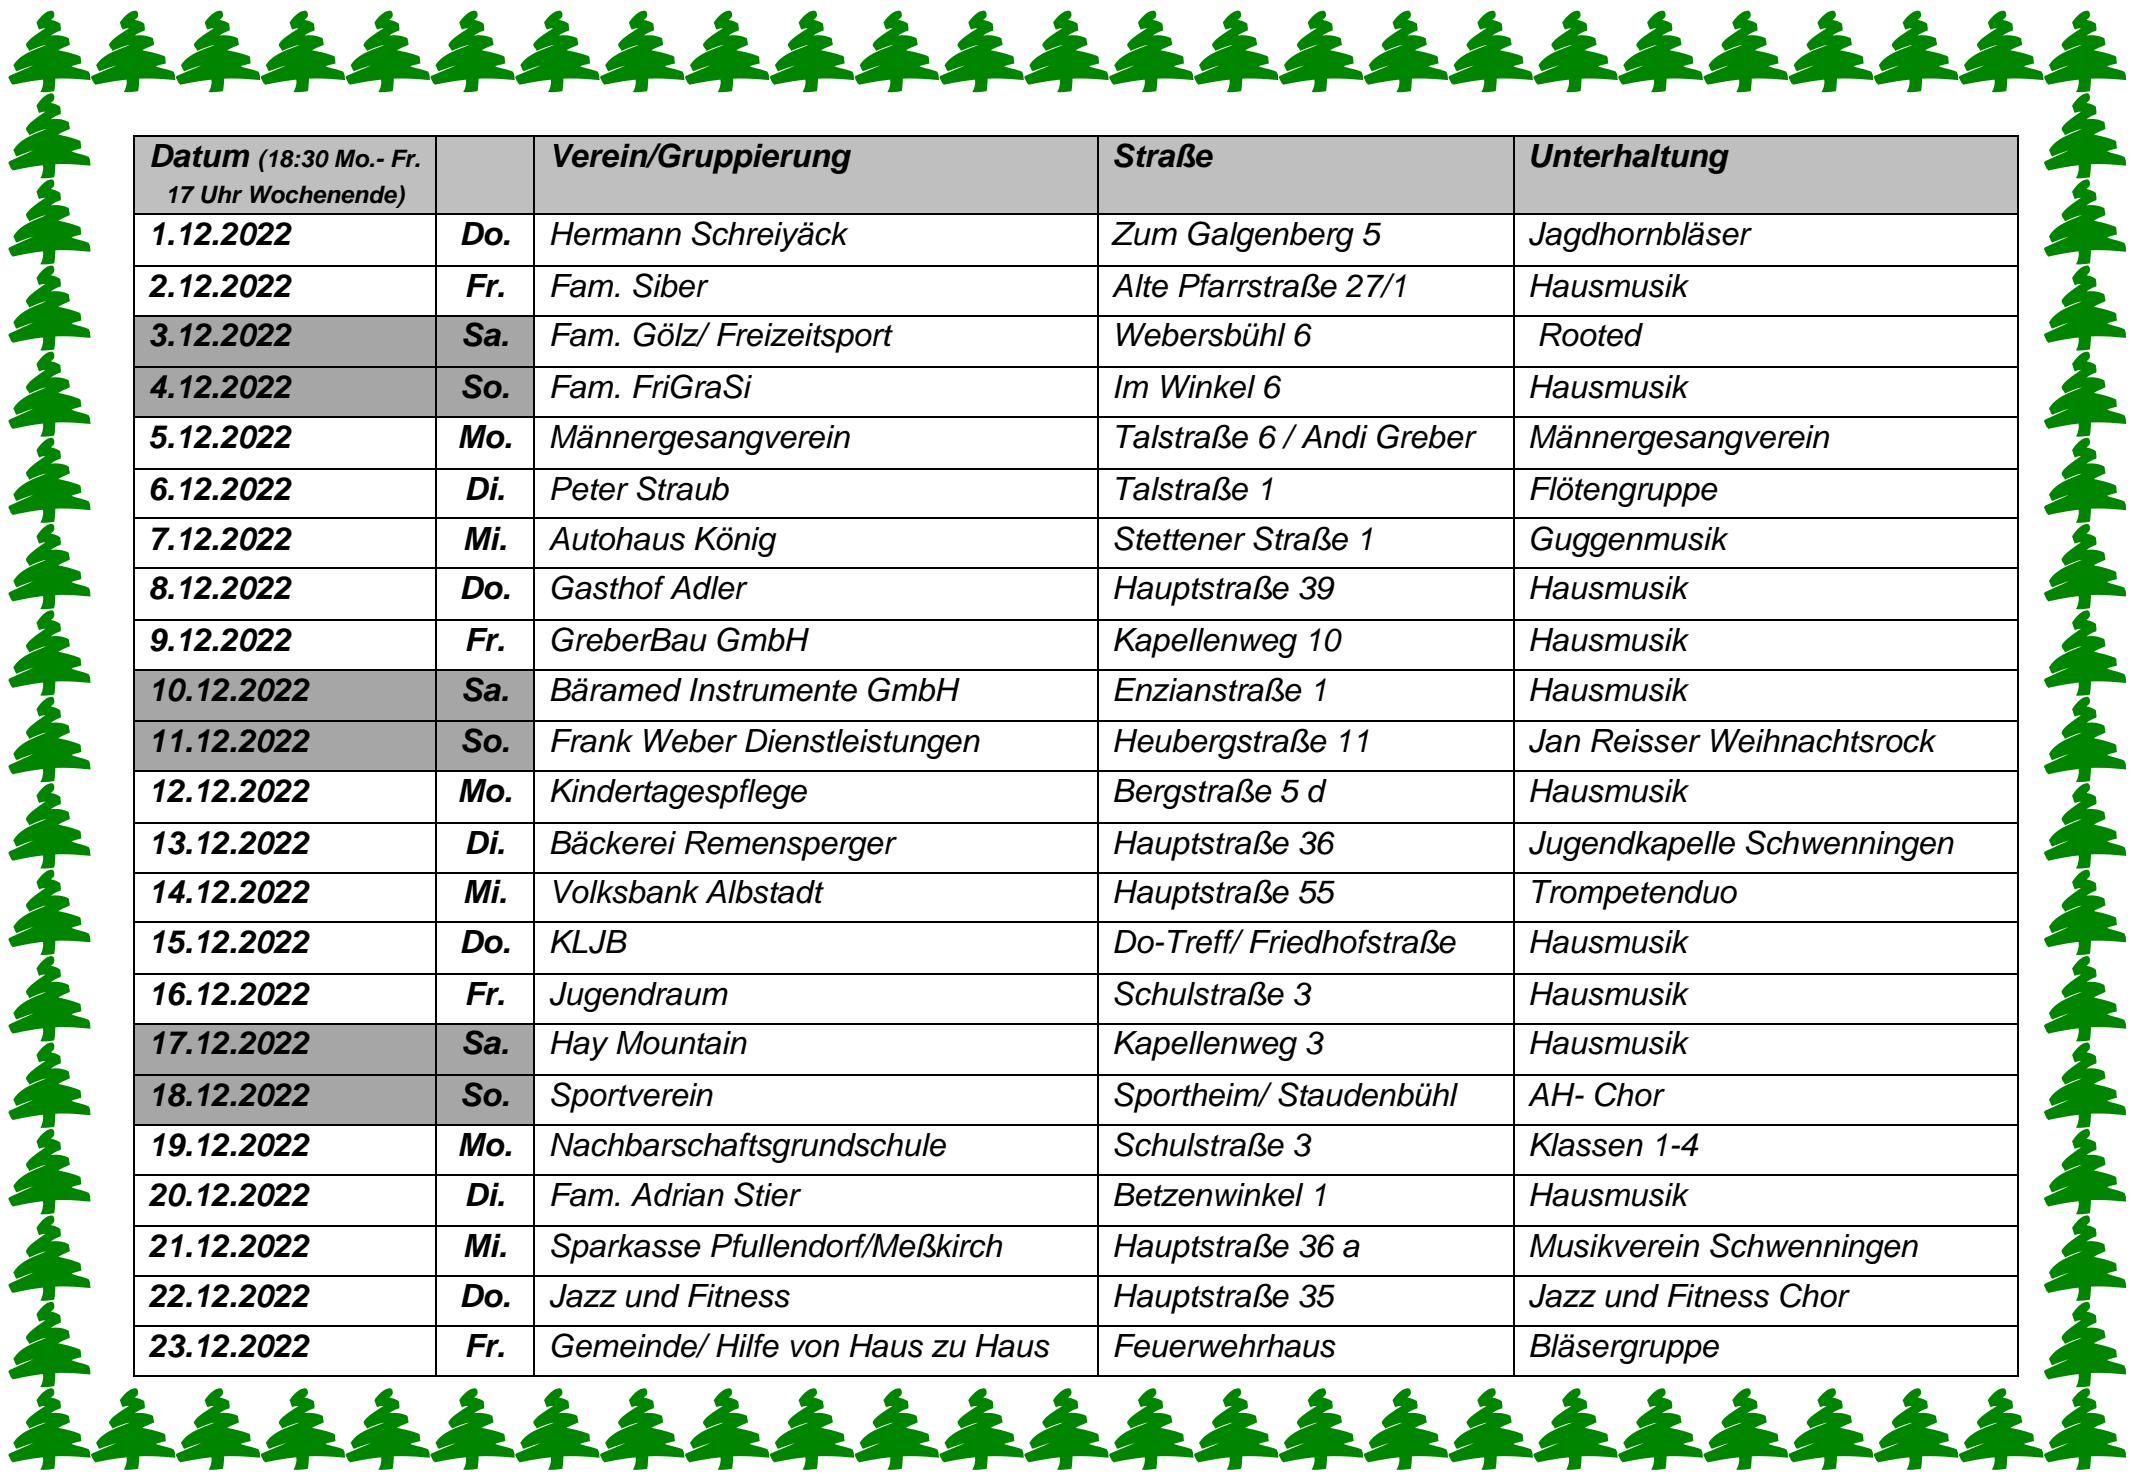 Datum (18:30 Mo.- Fr. Verein/Gruppierung Straße Unterhaltung
17 Uhr Wochenende)
1.12.2022 Do. Hermann Schreiyäck Zum Galgenberg 5 Jagdhornbläser
2.12.2022 Fr. Fam. Siber Alte Pfarrstraße 27/1 Hausmusik
3.12.2022 Sa. Fam. Gölz/ Freizeitsport Webersbühl 6 Rooted
4.12.2022 So. Fam. FriGraSi Im Winkel 6 Hausmusik
5.12.2022 Mo. Männergesangverein Talstraße 6 / Andi Greber Männergesangverein
6.12.2022 Di. Peter Straub Talstraße 1 Flötengruppe
7.12.2022 Mi. Autohaus König Stettener Straße 1 Guggenmusik
8.12.2022 Do. Gasthof Adler Hauptstraße 39 Hausmusik
9.12.2022 Fr. GreberBau GmbH Kapellenweg 10 Hausmusik
10.12.2022 Sa. Bäramed Instrumente GmbH Enzianstraße 1 Hausmusik
11.12.2022 So. Frank Weber Dienstleistungen Heubergstraße 11 Jan Reisser Weihnachtsrock
12.12.2022 Mo. Kindertagespflege Bergstraße 5 d Hausmusik
13.12.2022 Di. Bäckerei Remensperger Hauptstraße 36 Jugendkapelle Schwenningen
14.12.2022 Mi. Volksbank Albstadt Hauptstraße 55 Trompetenduo
15.12.2022 Do. KLJB Do-Treff/ Friedhofstraße Hausmusik
16.12.2022 Fr. Jugendraum Schulstraße 3 Hausmusik
17.12.2022 Sa. Hay Mountain Kapellenweg 3 Hausmusik
18.12.2022 So. Sportverein Sportheim/ Staudenbühl AH- Chor
19.12.2022 Mo. Nachbarschaftsgrundschule Schulstraße 3 Klassen 1-4
20.12.2022 Di. Fam. Adrian Stier Betzenwinkel 1 Hausmusik
21.12.2022 Mi. Sparkasse Pfullendorf/Meßkirch Hauptstraße 36 a Musikverein Schwenningen
22.12.2022 Do. Jazz und Fitness Hauptstraße 35 Jazz und Fitness Chor
23.12.2022 Fr. Gemeinde/ Hilfe von Haus zu Haus Feuerwehrhaus Bläsergruppe